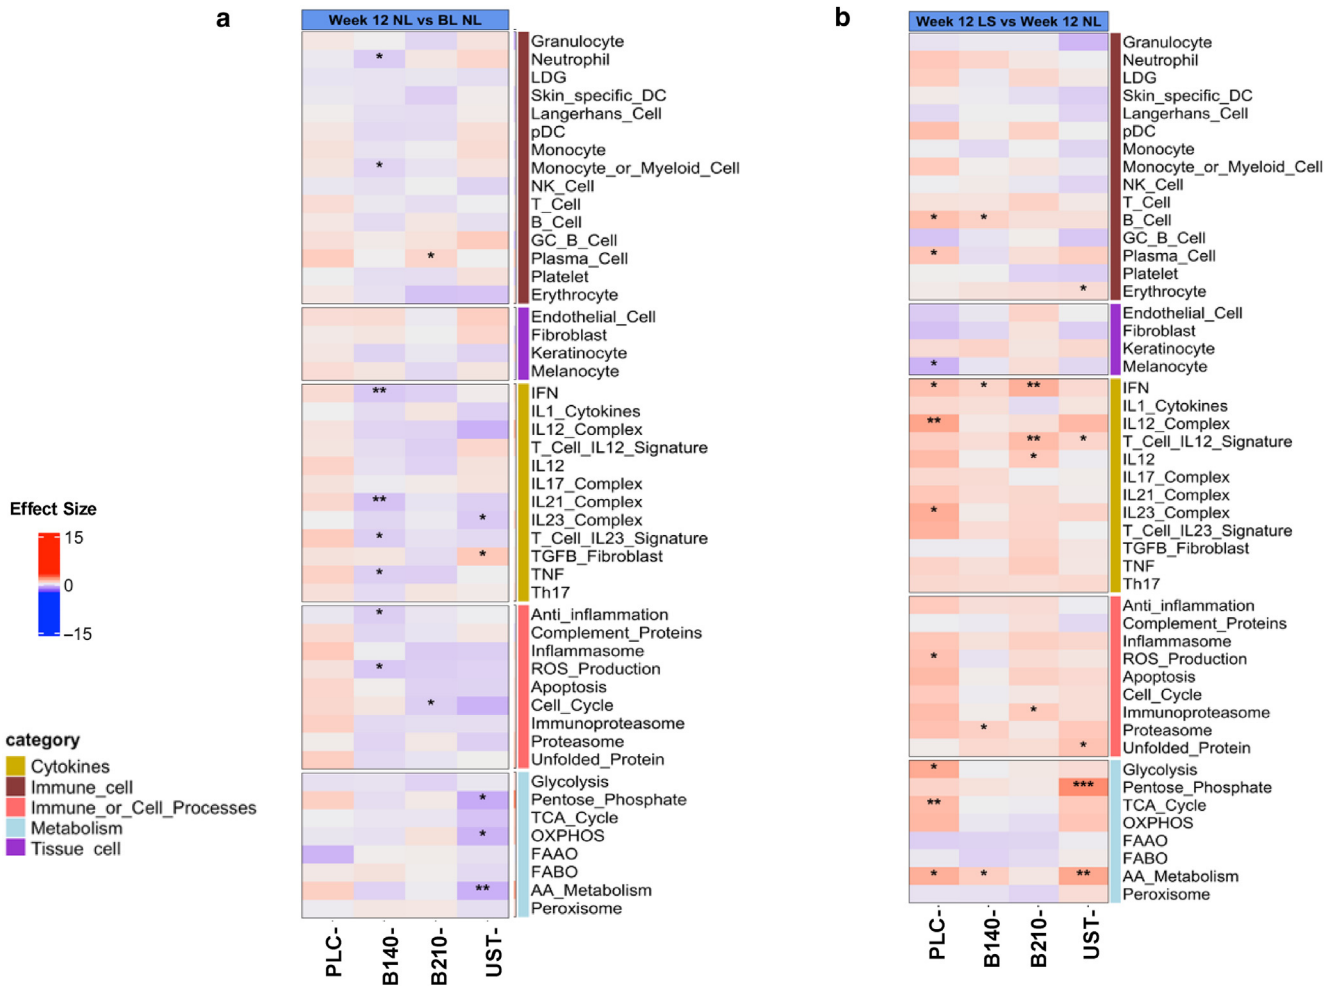 a
Week 12 NL vs BL NL
Granulocyte
*
Neutrophil
LDG
Skin_specific_DC
Langerhans_Cell
pDC
Monocyte
*
Monocyte_or_Myeloid_Cell
NK_Cell
T_Cell
B_Cell
GC_B_Cell
*
Plasma_Cell
Platelet
Erythrocyte
Endothelial_Cell
Fibroblast
Keratinocyte
Melanocyte
** IFN
IL1_Cytokines
IL12_Complex
T_Cell_IL12_Signature
IL12
IL17_Complex
** IL21_Complex
* IL23_Complex
* T_Cell_IL23_Signature
* TGFB_Fibroblast
* TNF
Th17
* Anti_inflammation
Complement_Proteins
Inflammasome
* ROS_Production
Apoptosis
* Cell_Cycle
Immunoproteasome
Proteasome
Unfolded_Protein
Glycolysis
* Pentose_Phosphate
TCA_Cycle
* OXPHOS
FAAO
FABO
** AA_Metabolism
Peroxisome
PLC-
B140-
B210-
UST-
b
Week 12 LS vs Week 12 NL
Granulocyte
Neutrophil
LDG
Skin_specific_DC
Langerhans_Cell
pDC
Monocyte
Monocyte_or_Myeloid_Cell
NK_Cell
T_Cell
* * B_Cell
GC_B_Cell
* Plasma_Cell
Platelet
* Erythrocyte
Endothelial_Cell
Fibroblast
Keratinocyte
* Melanocyte
* * ** IFN
IL1_Cytokines
** IL12_Complex
** * T_Cell_IL12_Signature
* IL12
IL17_Complex
IL21_Complex
* IL23_Complex
T_Cell_IL23_Signature
TGFB_Fibroblast
TNF
Th17
Anti_inflammation
Complement_Proteins
Inflammasome
* ROS_Production
Apoptosis
Cell_Cycle
* Immunoproteasome
* Proteasome
* Unfolded_Protein
* Glycolysis
*** Pentose_Phosphate
** TCA_Cycle
OXPHOS
FAAO
FABO
* * ** AA_Metabolism
Peroxisome
PLC-
B140-
B210-
UST-
Effect Size
15
0
−15
category
Cytokines
Immune_cell
Immune_or_Cell_Processes
Metabolism
Tissue cell